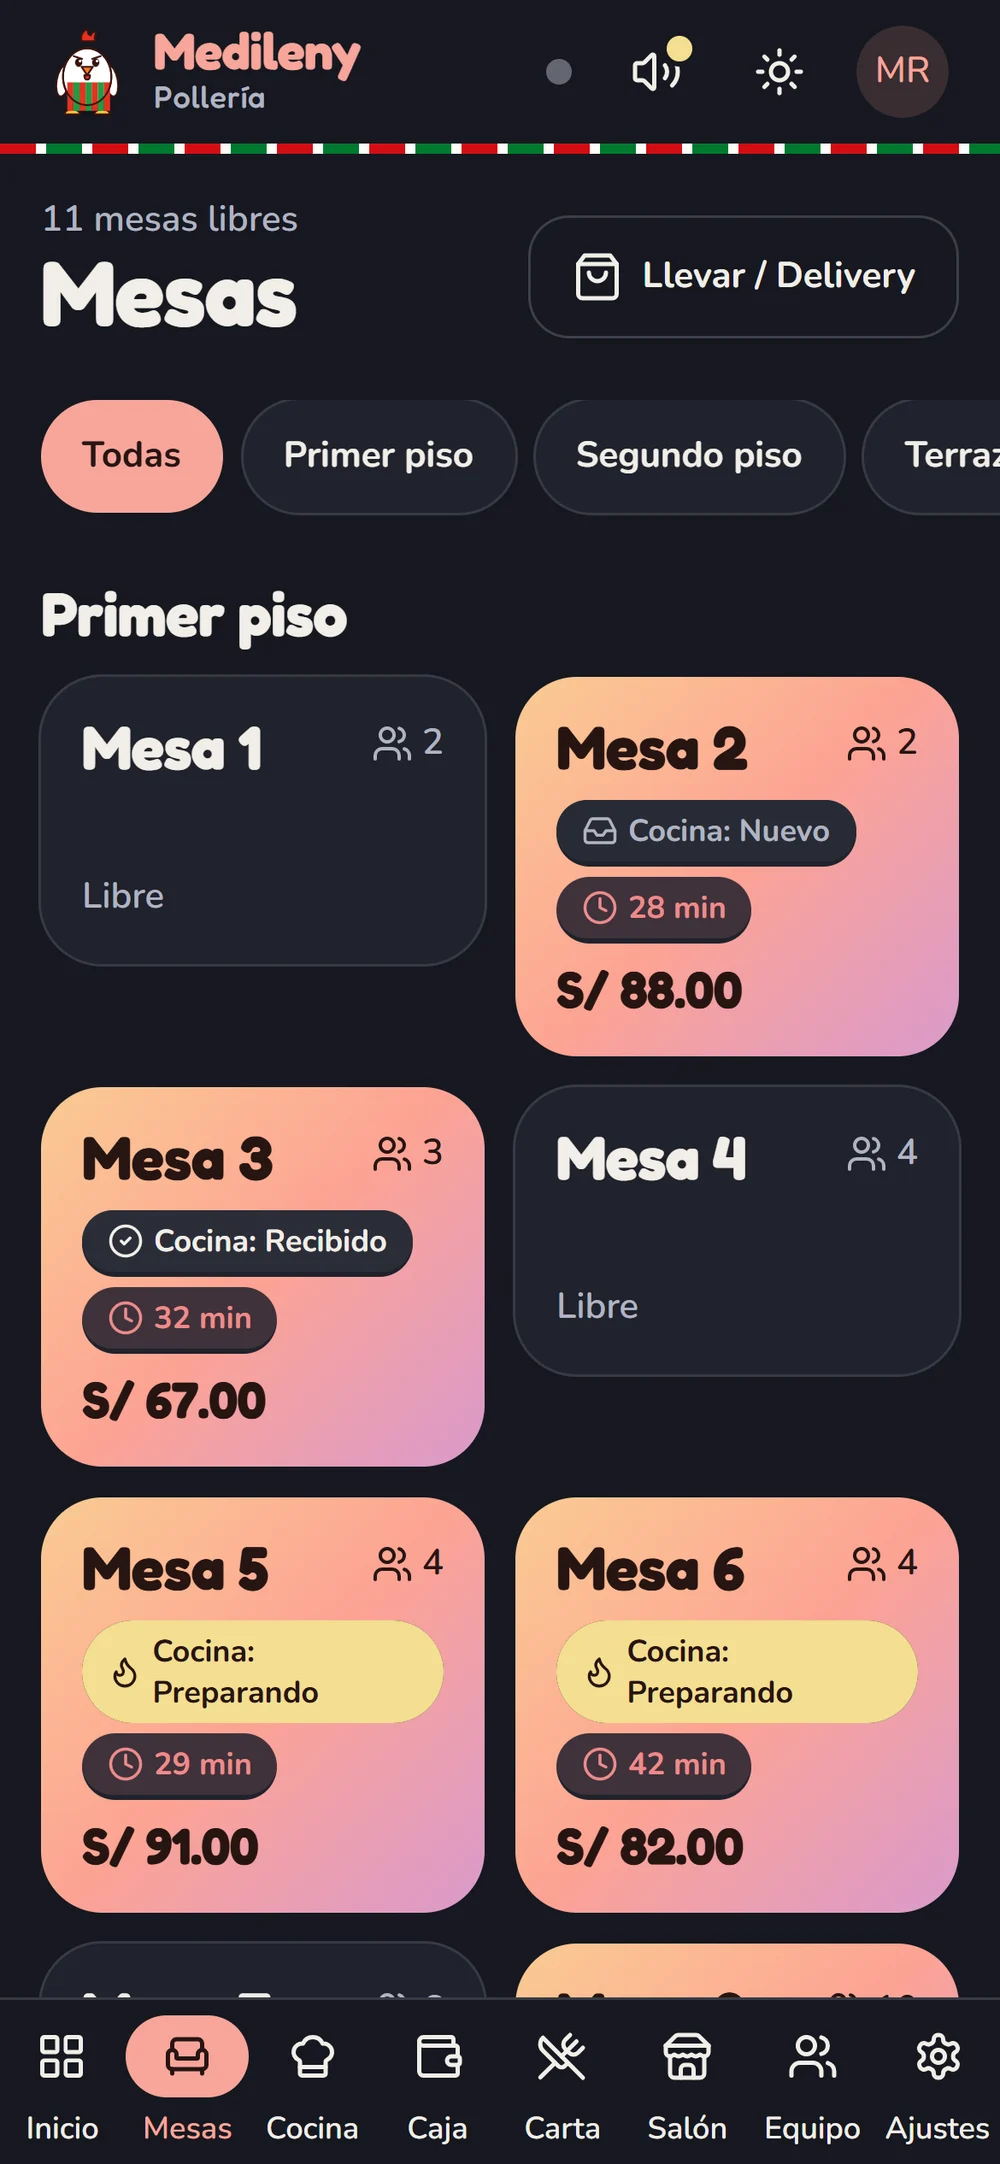 Medileny
Pollería
MR
11 mesas libres
Mesas
Llevar / Delivery
Todas
Primer piso
Segundo piso
Primer piso
Mesa 1
2
Libre
Mesa 2
2
Cocina: Nuevo
28 min
S/ 88.00
Mesa 3
3
Cocina: Recibido
32 min
S/ 67.00
Mesa 4
4
Libre
Mesa 5
4
Cocina:
Preparando
29 min
S/ 91.00
Mesa 6
4
Cocina:
Preparando
42 min
S/ 82.00
Inicio
Mesas
Cocina
Caja
Carta
Salón
Equipo
Ajustes